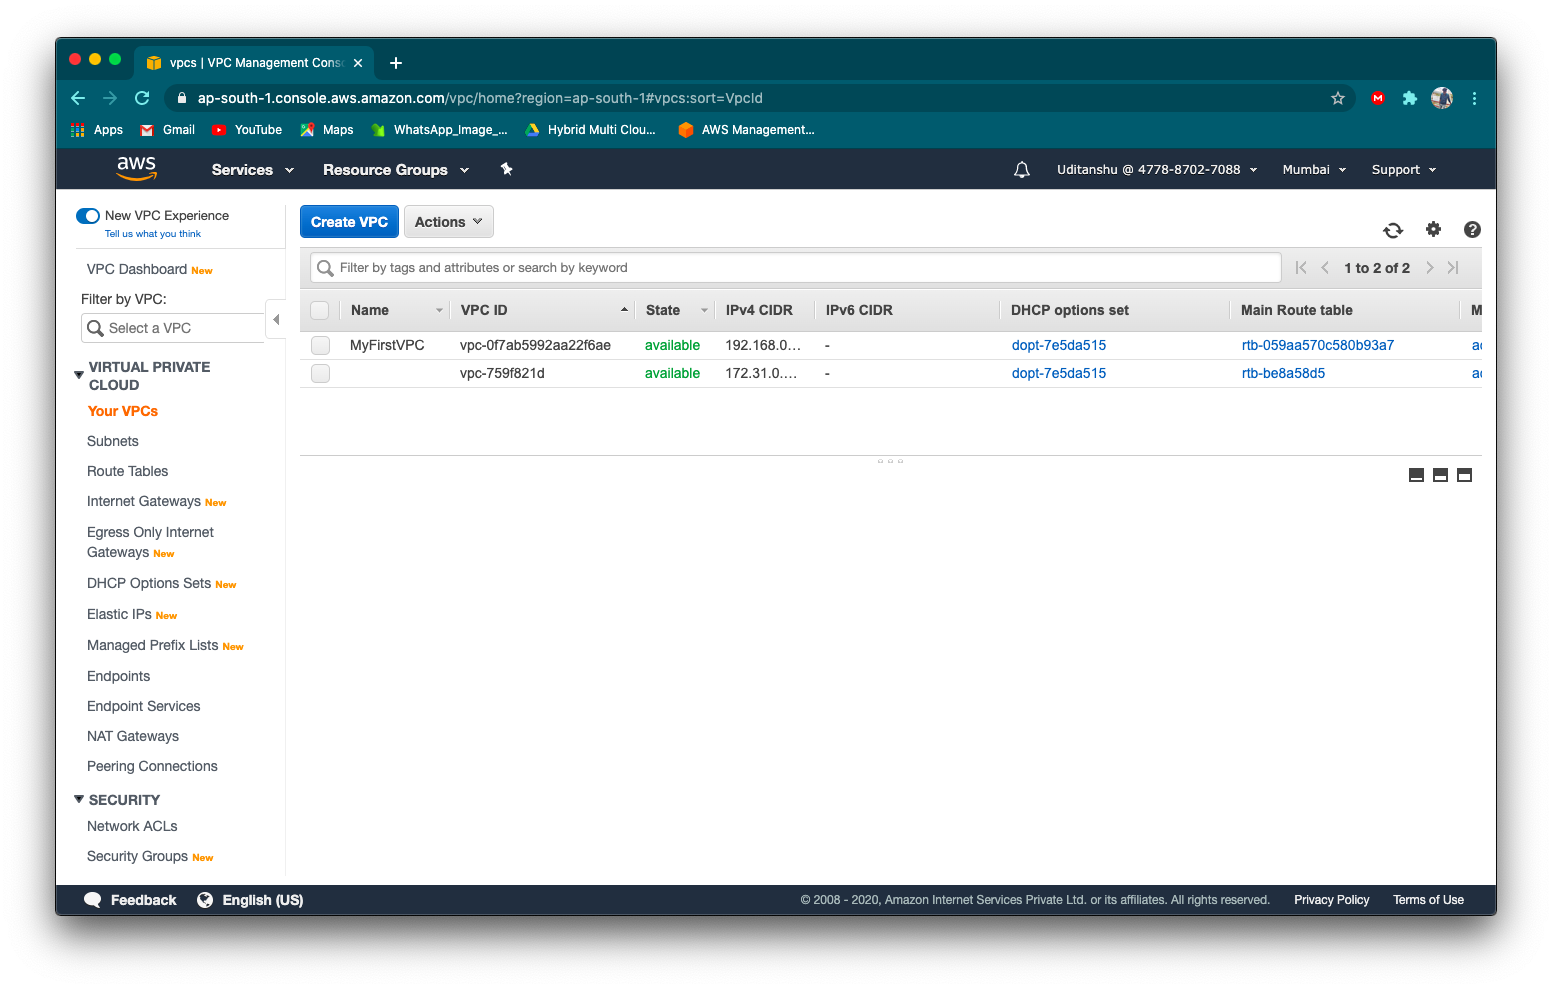 vpcs | VPC Management Cons
ap-south-1.console.aws.amazon.com/vpc/home?region=ap-south-1#vpcs:sort=VpcId
Apps Gmail YouTube Maps WhatsApp_Image_... Hybrid Multi Clou... AWS Management...
aws Services Resource Groups Uditanshu @ 4778-8702-7088 Mumbai Support
New VPC Experience
Tell us what you think
VPC Dashboard New
Filter by VPC:
Select a VPC
VIRTUAL PRIVATE
CLOUD
Your VPCs
Subnets
Route Tables
Internet Gateways New
Egress Only Internet
Gateways New
DHCP Options Sets New
Elastic IPs New
Managed Prefix Lists New
Endpoints
Endpoint Services
NAT Gateways
Peering Connections
SECURITY
Network ACLs
Security Groups New
Create VPC Actions
Filter by tags and attributes or search by keyword 1 to 2 of 2
Name VPC ID State IPv4 CIDR IPv6 CIDR DHCP options set Main Route table M
MyFirstVPC vpc-0f7ab5992aa22f6ae available 192.168.0... - dopt-7e5da515 rtb-059aa570c580b93a7 ac
vpc-759f821d available 172.31.0.... - dopt-7e5da515 rtb-be8a58d5 ac
Feedback English (US) © 2008 - 2020, Amazon Internet Services Private Ltd. or its affiliates. All rights reserved. Privacy Policy Terms of Use